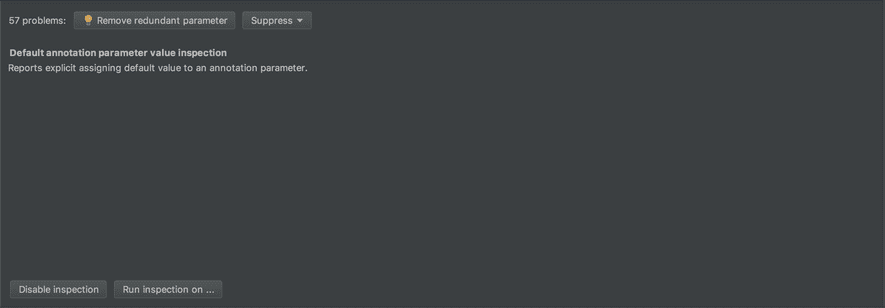 57 problems: Remove redundant parameter Suppress
Default annotation parameter value inspection
Reports explicit assigning default value to an annotation parameter.
Disable inspection Run inspection on ...